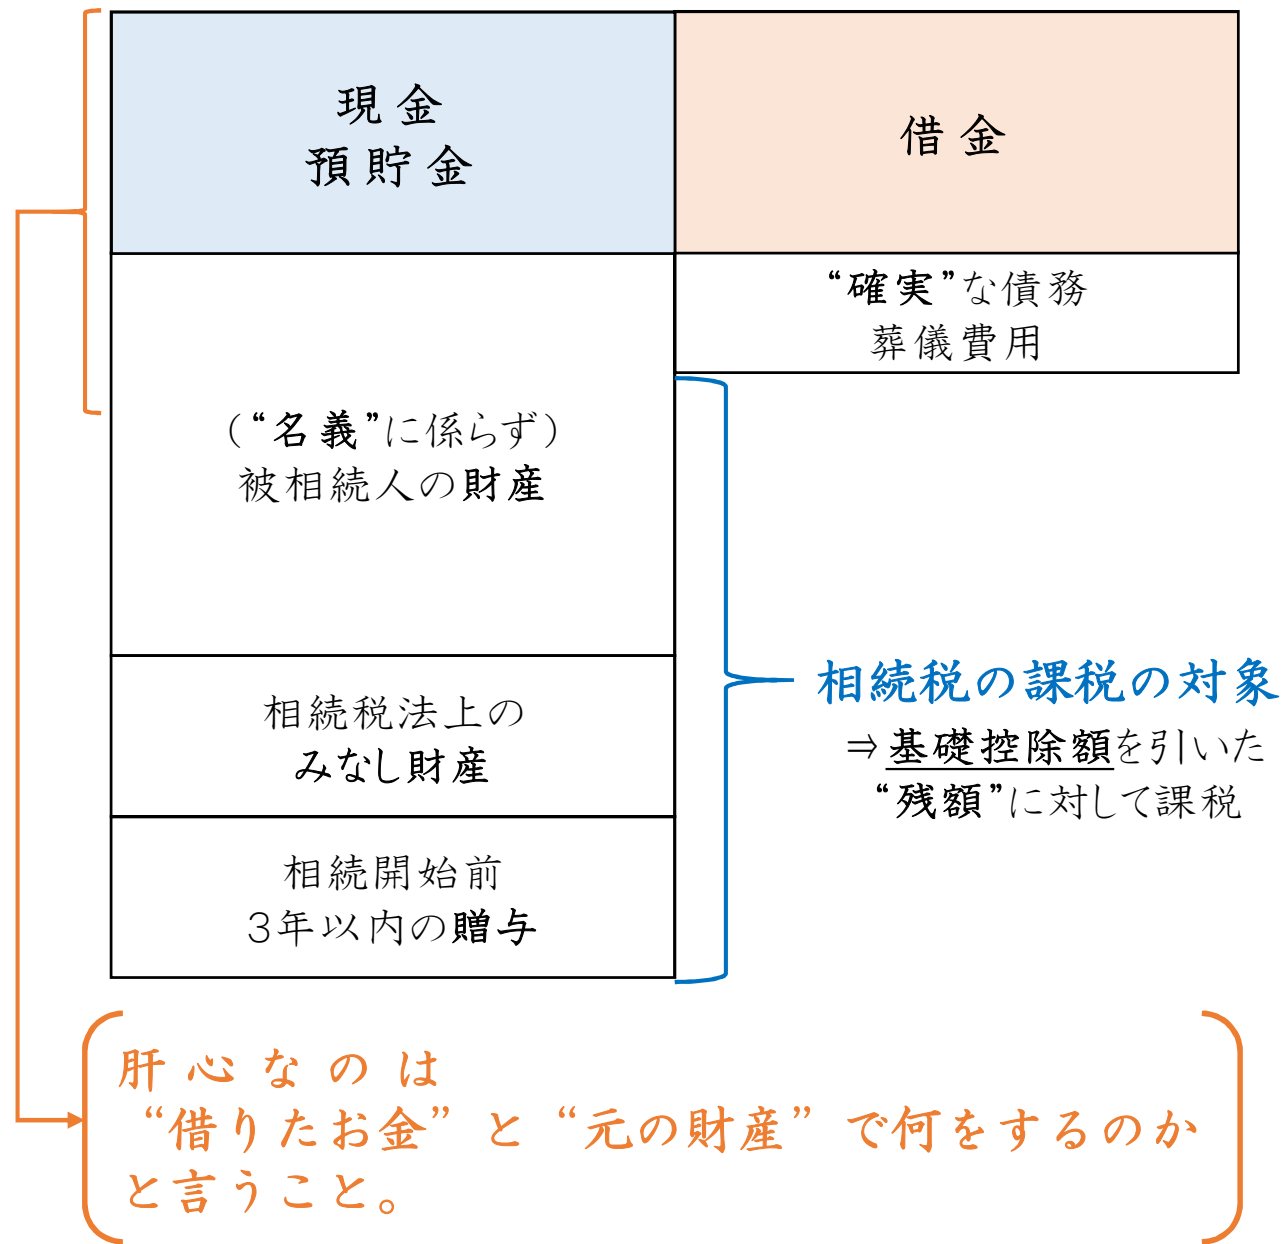 現金
預貯金
借金
“確実”な債務
葬儀費用
（“名義”に係らず）
被相続人の財産
相続税法上の
みなし財産
相続開始前
3年以内の贈与
相続税の課税の対象
⇒基礎控除額を引いた
“残額”に対して課税
肝心なのは
“借りたお金”と“元の財産”で何をするのか
と言うこと。